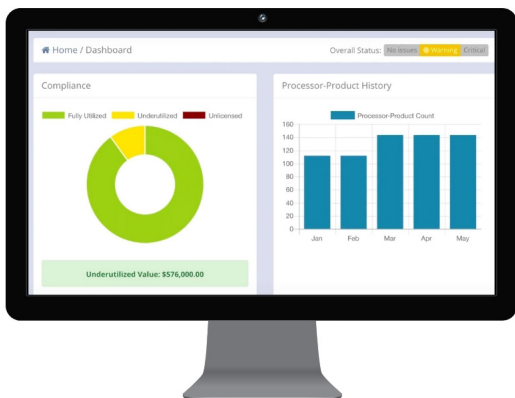 Home / Dashboard
Overall Status: No issues Warning Critical
Compliance
Fully Utilized Underutilized Unlicensed
Underutilized Value: $576,000.00
Processor-Product History
Processor-Product Count
160
140
120
100
80
60
40
20
0
Jan Feb Mar Apr May